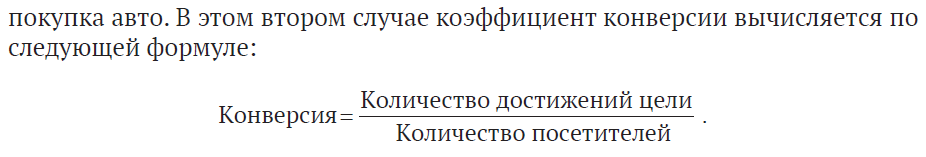 покупка авто. В этом втором случае коэффициент конверсии вычисляется по
следующей формуле:
Количество достижений цели
Конверсия= .
Количество посетителей